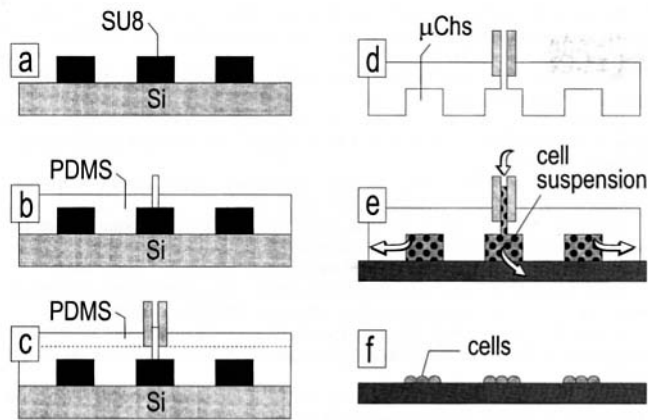 SU8
a
Si
PDMS
b
Si
PDMS
c
Si
μChs
d
cell
suspension
e
f
cells